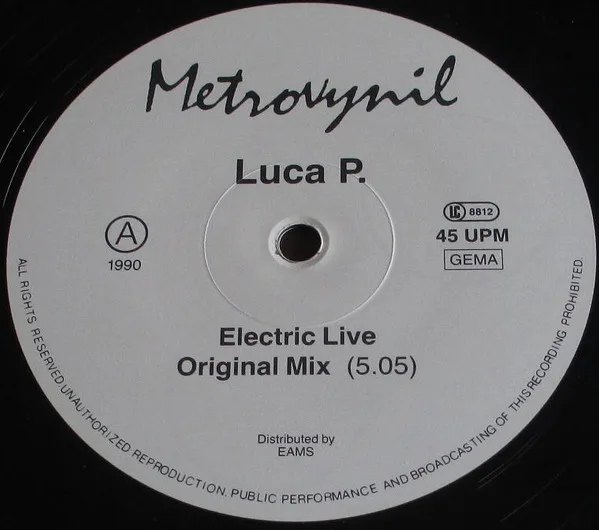 Metrovynil
Luca P.
A
1990
LC 8812
45 UPM
GEMA
Electric Live
Original Mix (5.05)
Distributed by
EAMS
ALL RIGHTS RESERVED.UNAUTHORIZED REPRODUCTION, PUBLIC PERFORMANCE AND BROADCASTING OF THIS RECORDING PROHIBITED.